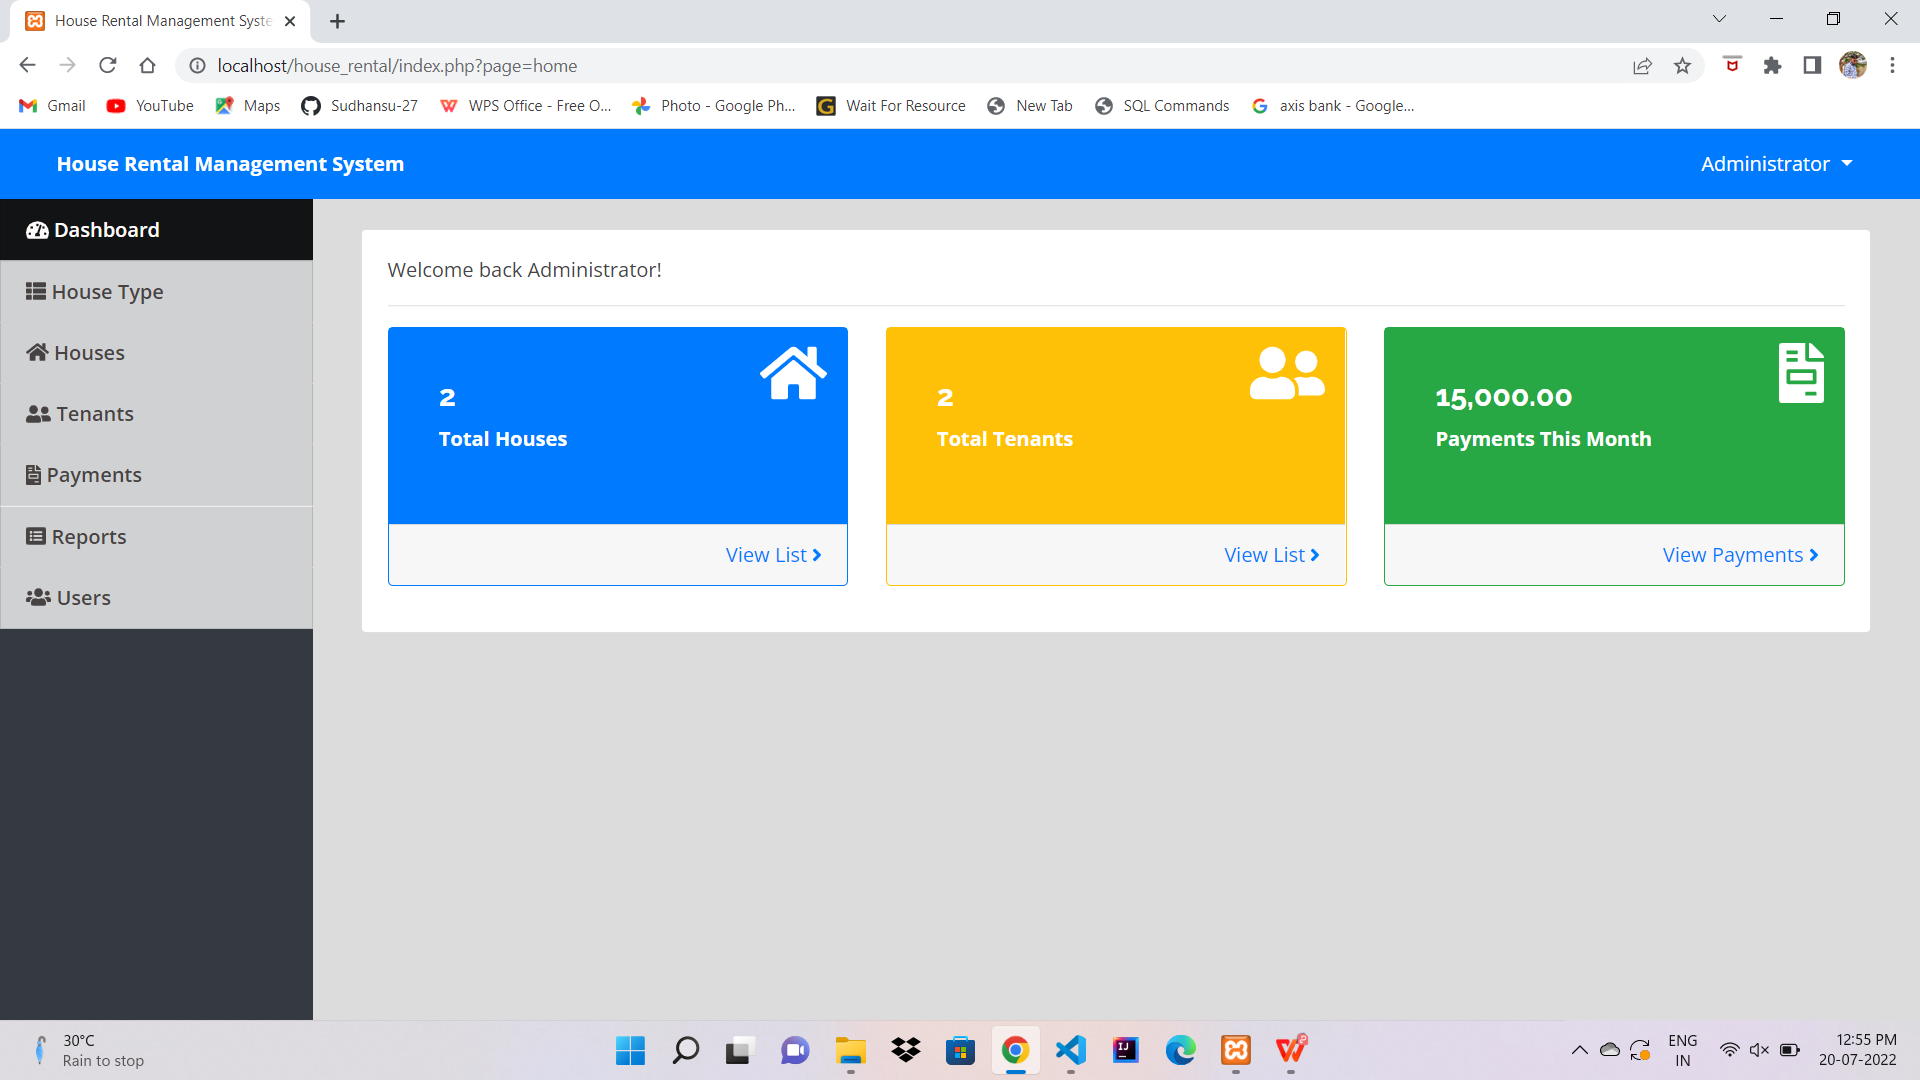 House Rental Management Syste
localhost/house_rental/index.php?page=home
Gmail YouTube Maps Sudhansu-27 WPS Office - Free O... Photo - Google Ph... Wait For Resource New Tab SQL Commands axis bank - Google...
House Rental Management System
Administrator
Dashboard
House Type
Houses
Tenants
Payments
Reports
Users
Welcome back Administrator!
2
Total Houses
View List
2
Total Tenants
View List
15,000.00
Payments This Month
View Payments
30°C
Rain to stop
ENG
IN
12:55 PM
20-07-2022